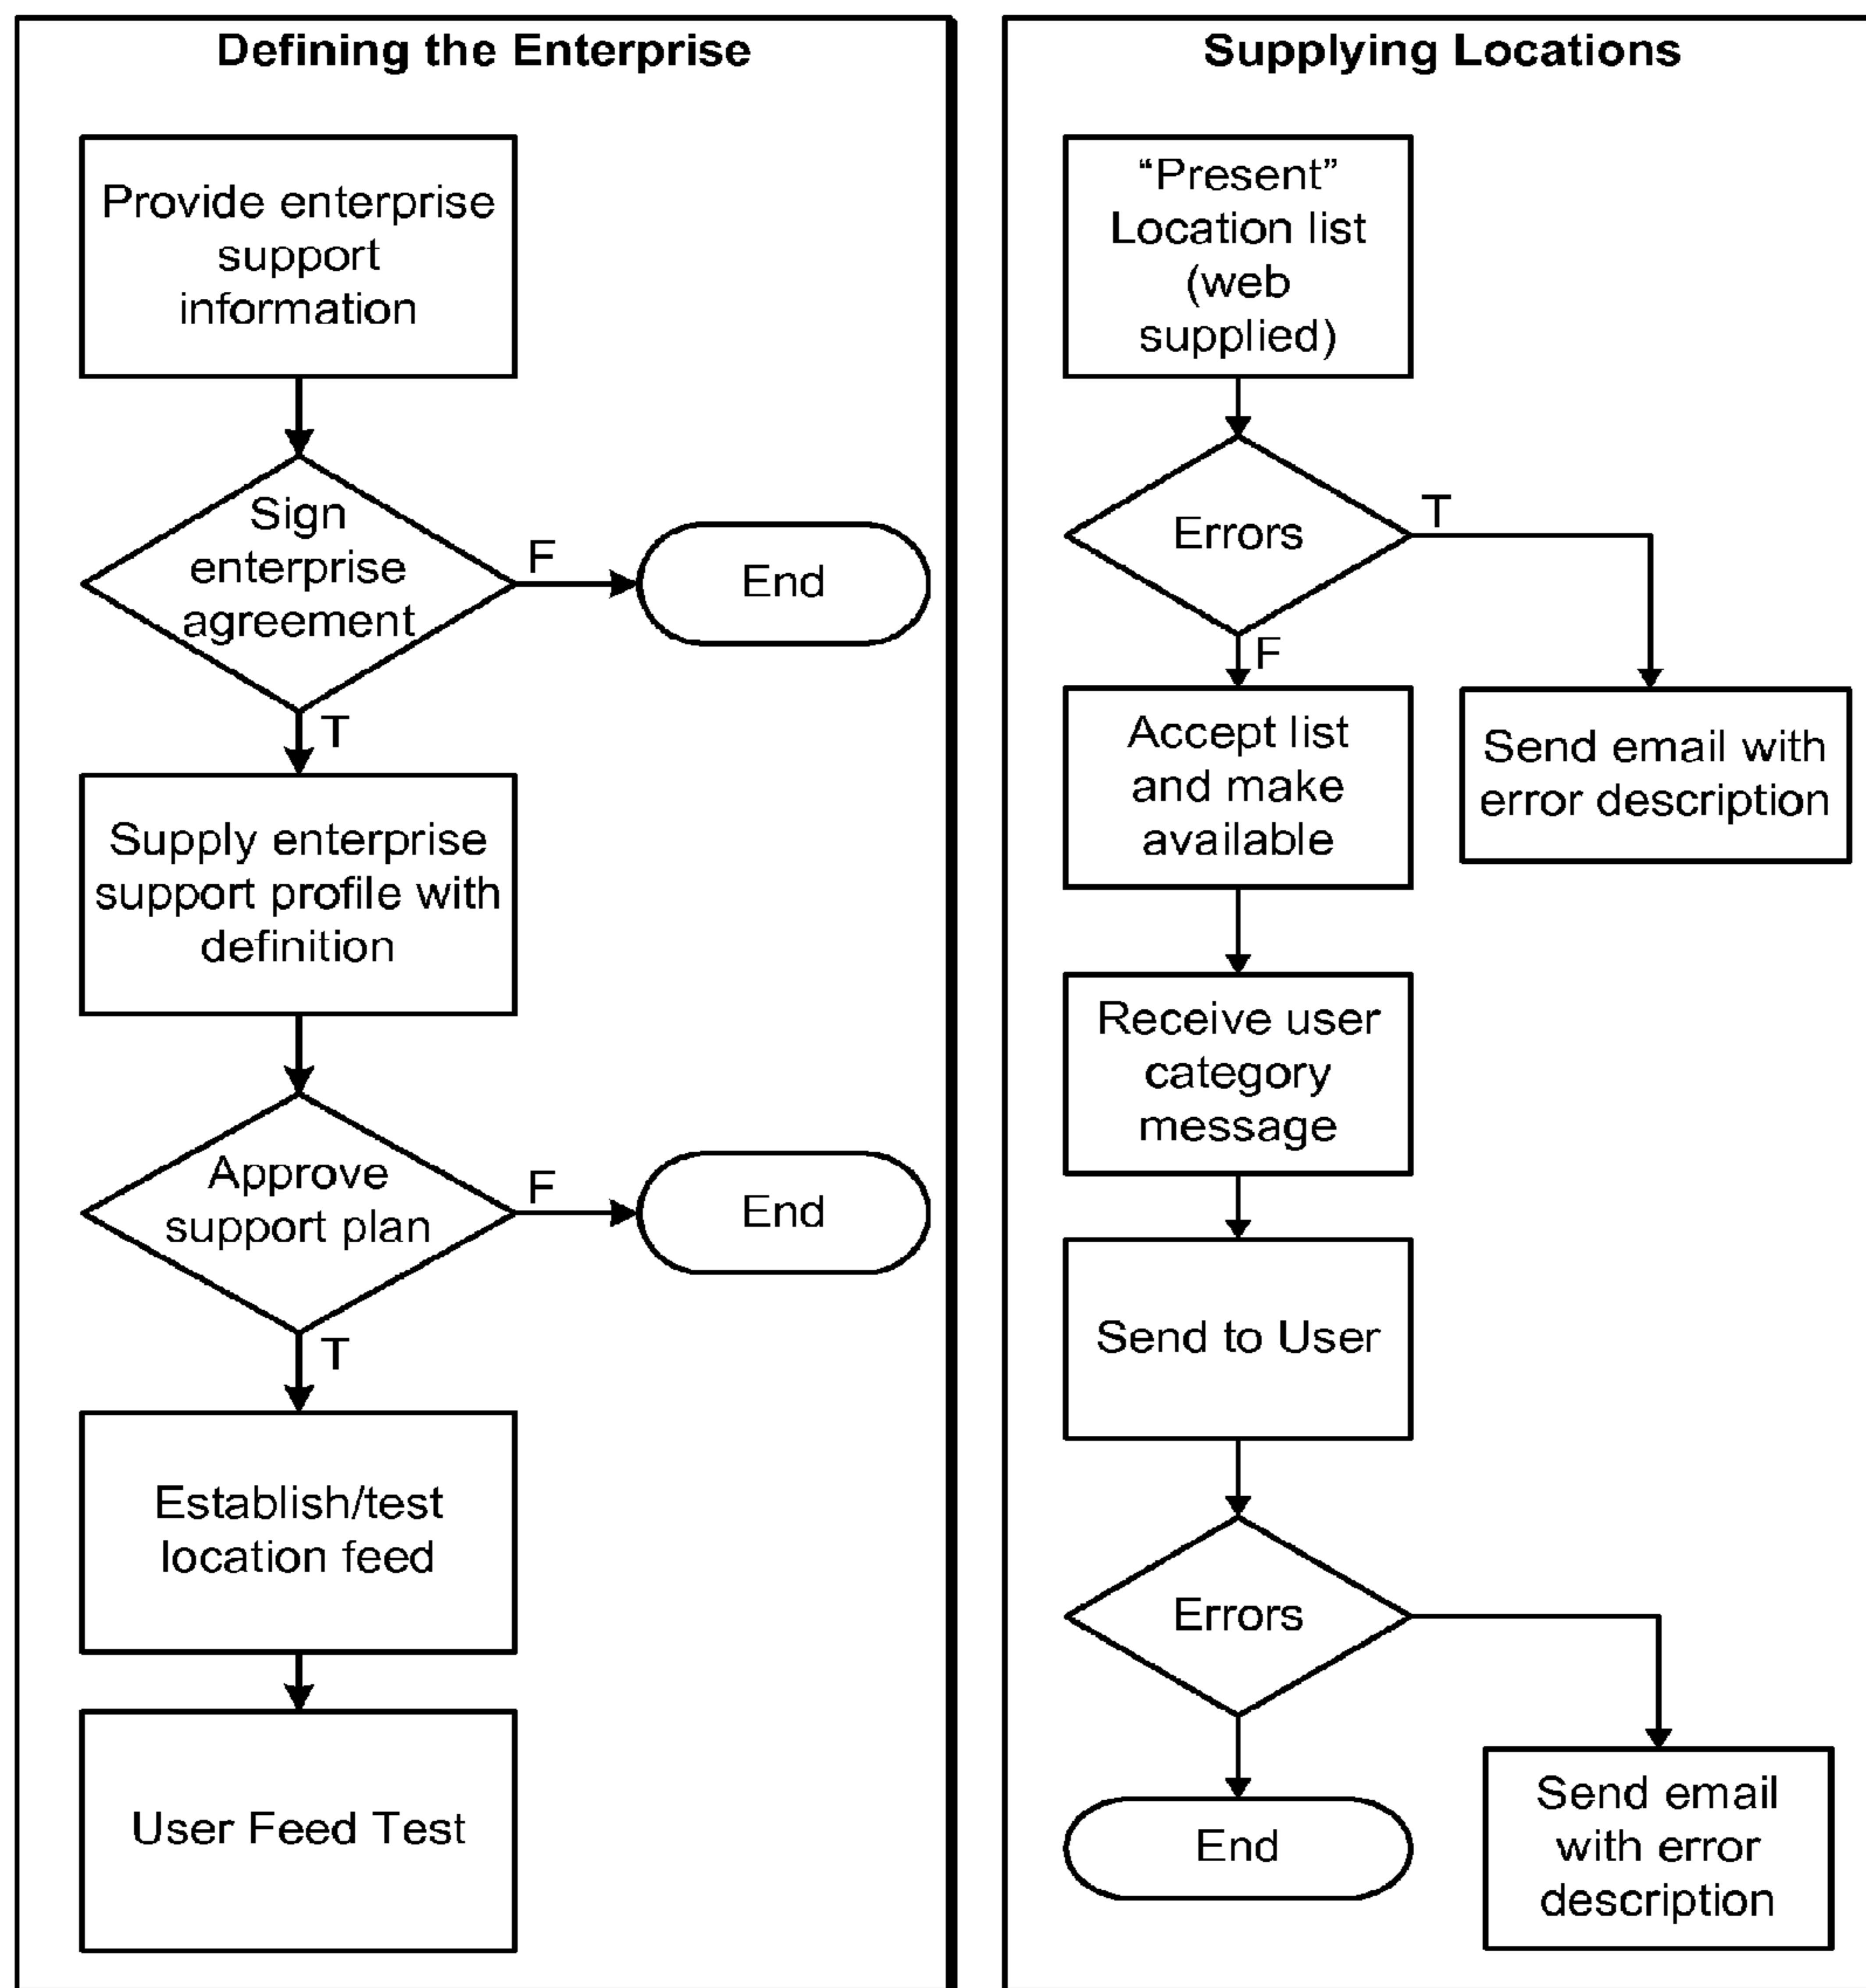 Defining the Enterprise
Provide enterprise
support
information
Sign
enterprise
agreement
F
End
T
Supply enterprise
support profile with
definition
Approve
support plan
F
End
T
Establish/test
location feed
User Feed Test
Supplying Locations
“Present”
Location list
(web
supplied)
Errors
T
F
Send email with
error description
Accept list
and make
available
Receive user
category
message
Send to User
Errors
End
Send email
with error
description